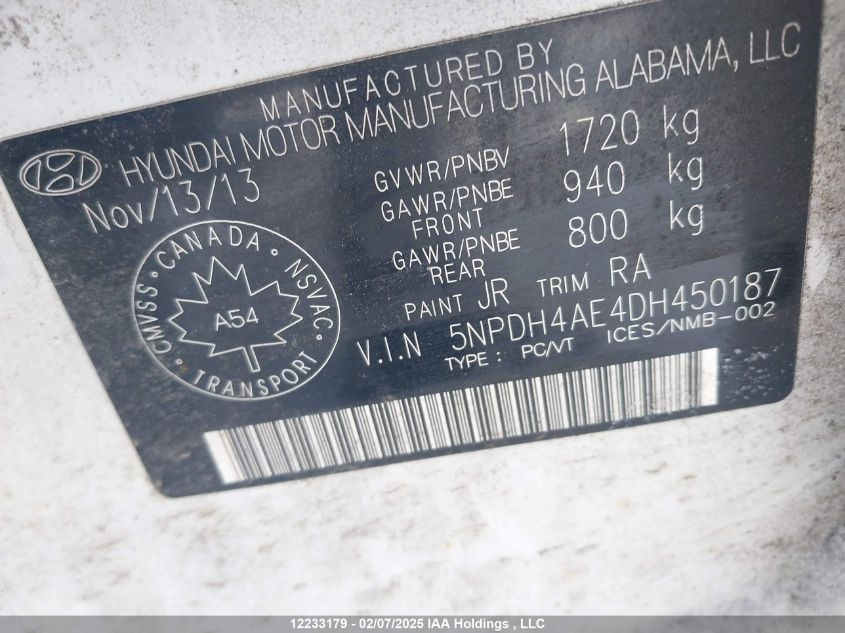 MANUFACTURED BY
HYUNDAI MOTOR MANUFACTURING ALABAMA, LLC
Nov/13/13
GVWR/PNBV 1720 kg
GAWR/PNBE 940 kg
FRONT
GAWR/PNBE 800 kg
REAR
PAINT JR TRIM RA
V.I.N 5NPDH4AE4DH450187
TYPE : PC/VT ICES/NMB-002
CMVSS · CANADA · NSVAC · TRANSPORT ·
A54
12233179 - 02/07/2025 IAA Holdings , LLC